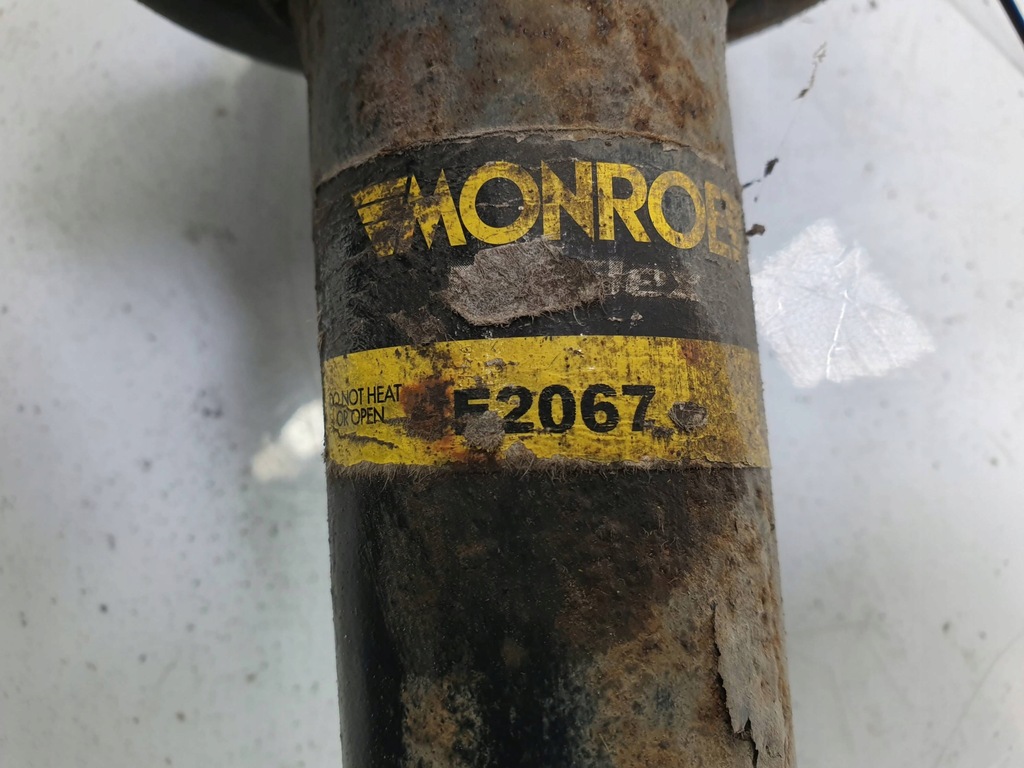 MONROE
DO NOT HEAT
OR OPEN
E2067